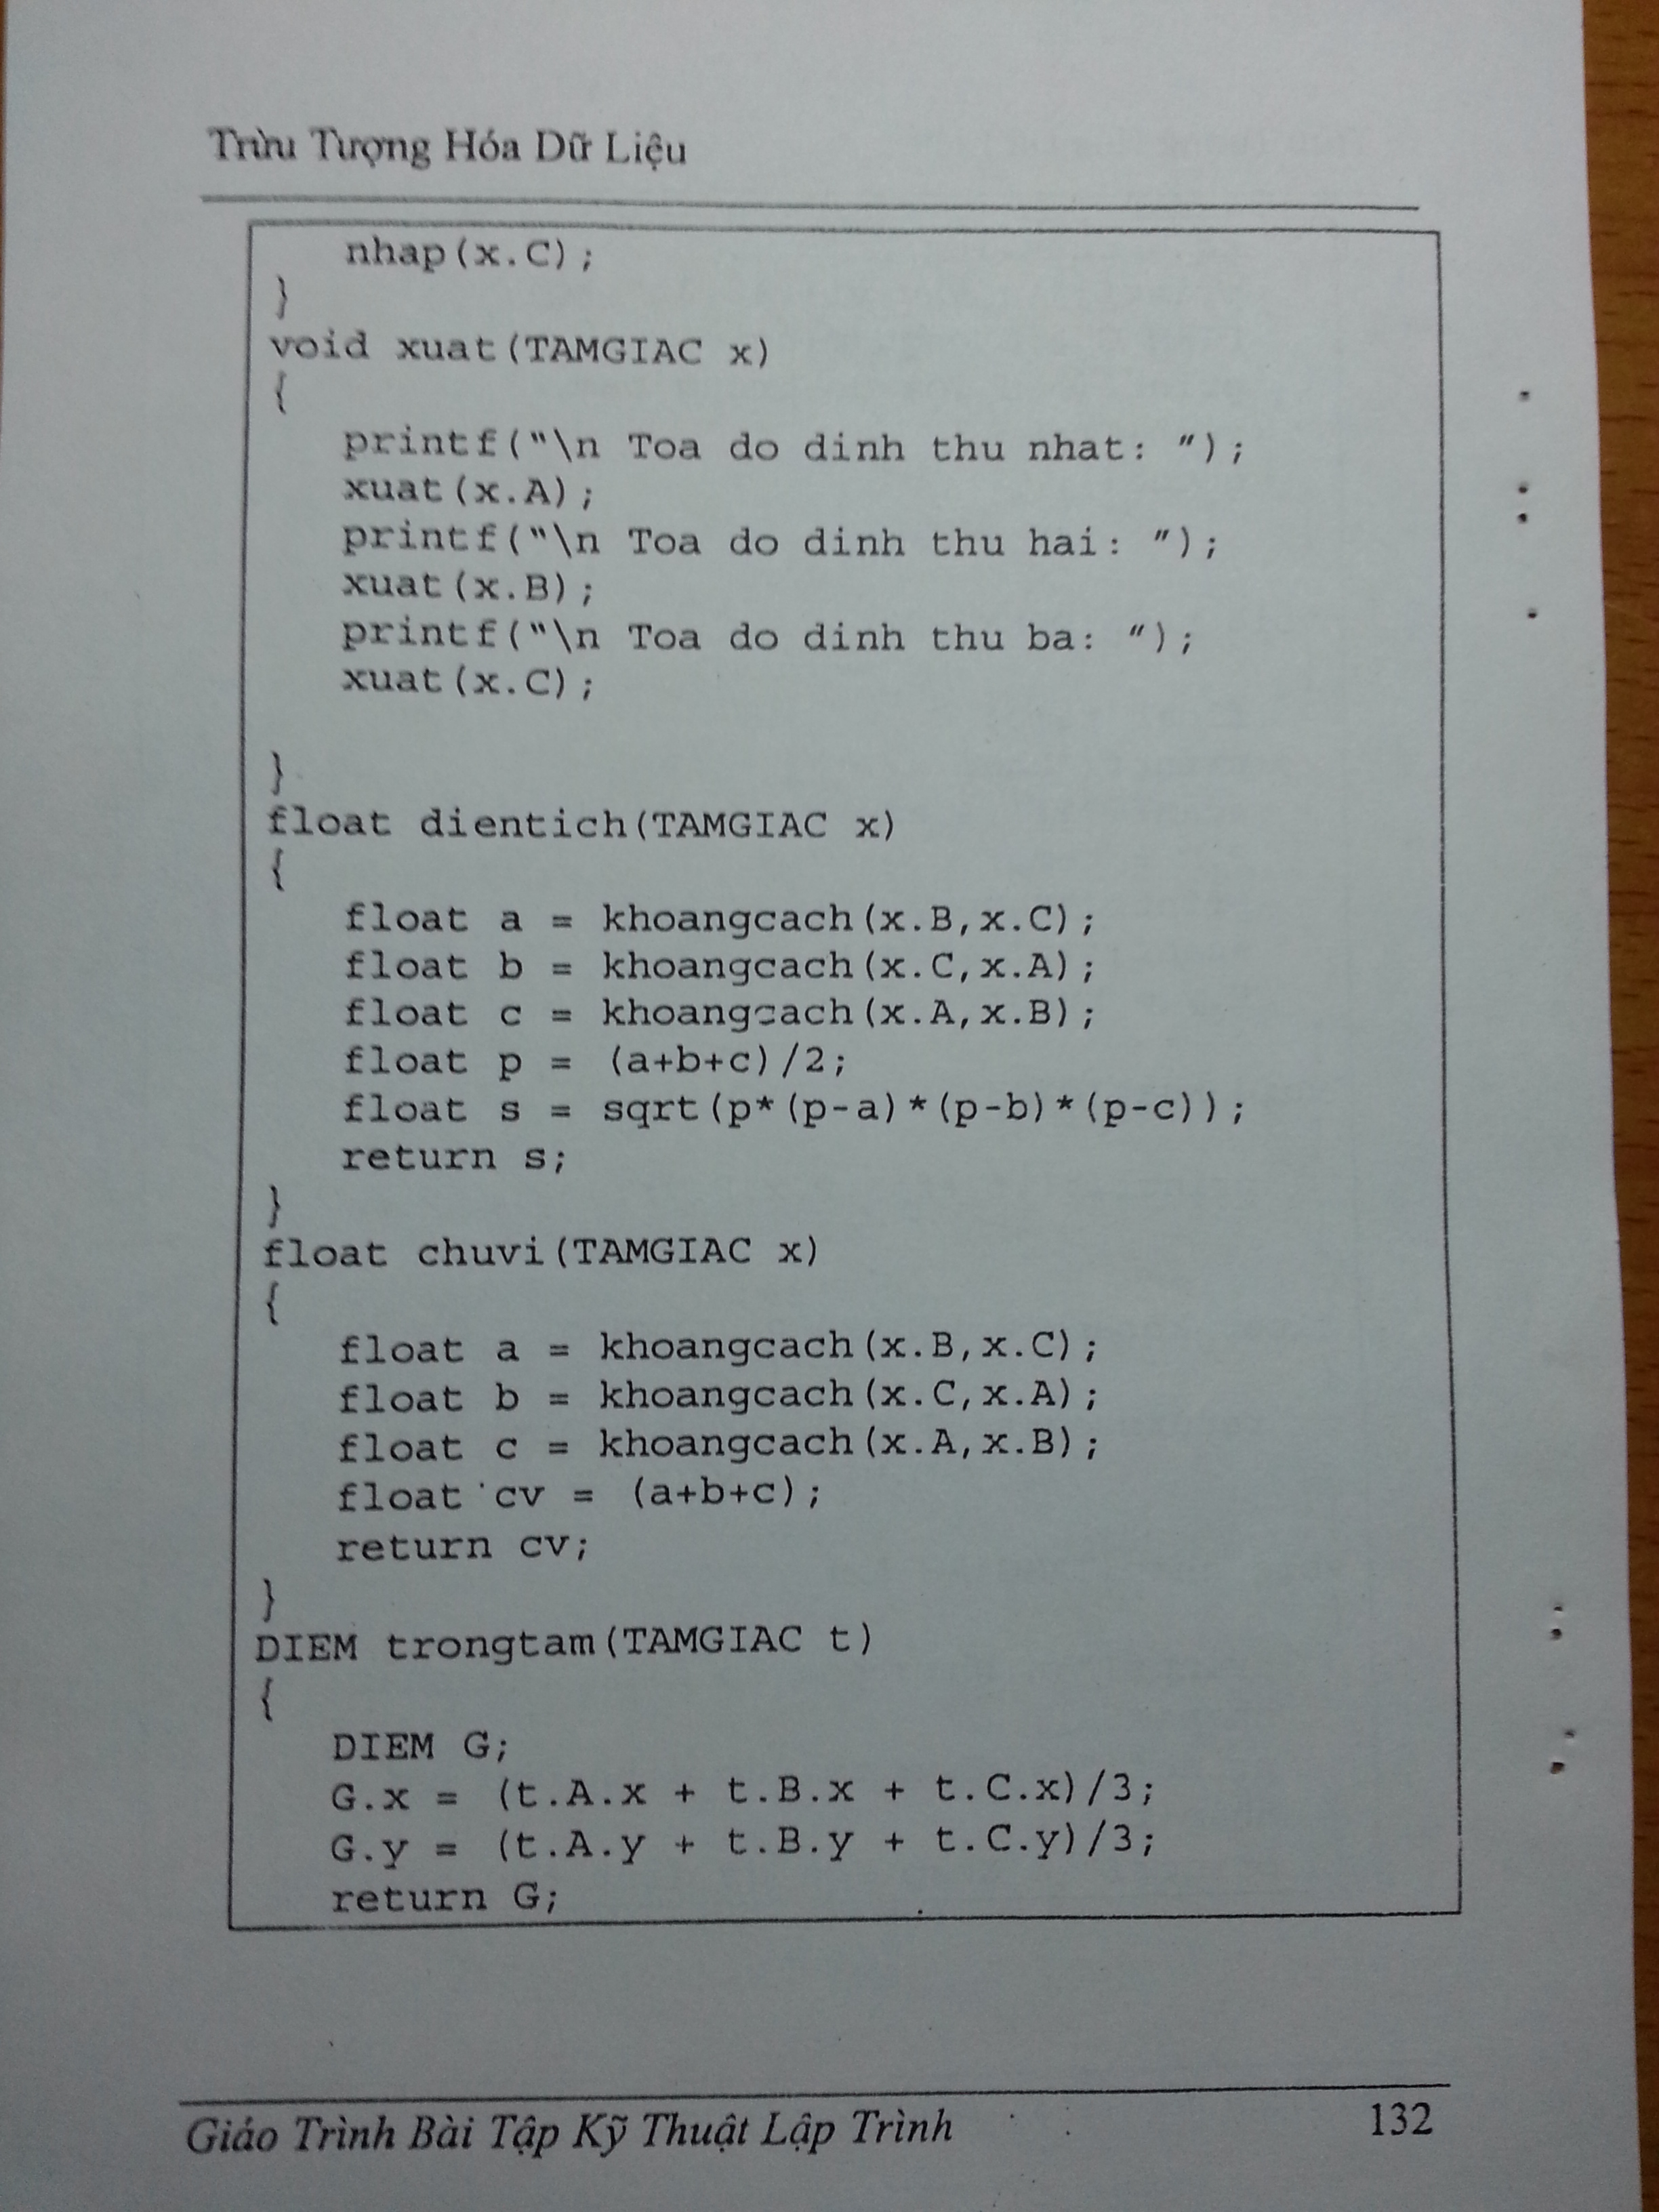 Trừu Tượng Hóa Dữ Liệu
nhap(x.C);
}
void xuat(TAMGIAC x)
{
printf("\n Toa do dinh thu nhat: ");
xuat(x.A);
printf("\n Toa do dinh thu hai: ");
xuat(x.B);
printf("\n Toa do dinh thu ba: ");
xuat(x.C);
}
float dientich(TAMGIAC x)
{
float a = khoangcach(x.B,x.C);
float b = khoangcach(x.C,x.A);
float c = khoangcach(x.A,x.B);
float p = (a+b+c)/2;
float s = sqrt(p*(p-a)*(p-b)*(p-c));
return s;
}
float chuvi(TAMGIAC x)
{
float a = khoangcach(x.B,x.C);
float b = khoangcach(x.C,x.A);
float c = khoangcach(x.A,x.B);
float cv = (a+b+c);
return cv;
}
DIEM trongtam(TAMGIAC t)
{
DIEM G;
G.x = (t.A.x + t.B.x + t.C.x)/3;
G.y = (t.A.y + t.B.y + t.C.y)/3;
return G;
Giáo Trình Bài Tập Kỹ Thuật Lập Trình 132